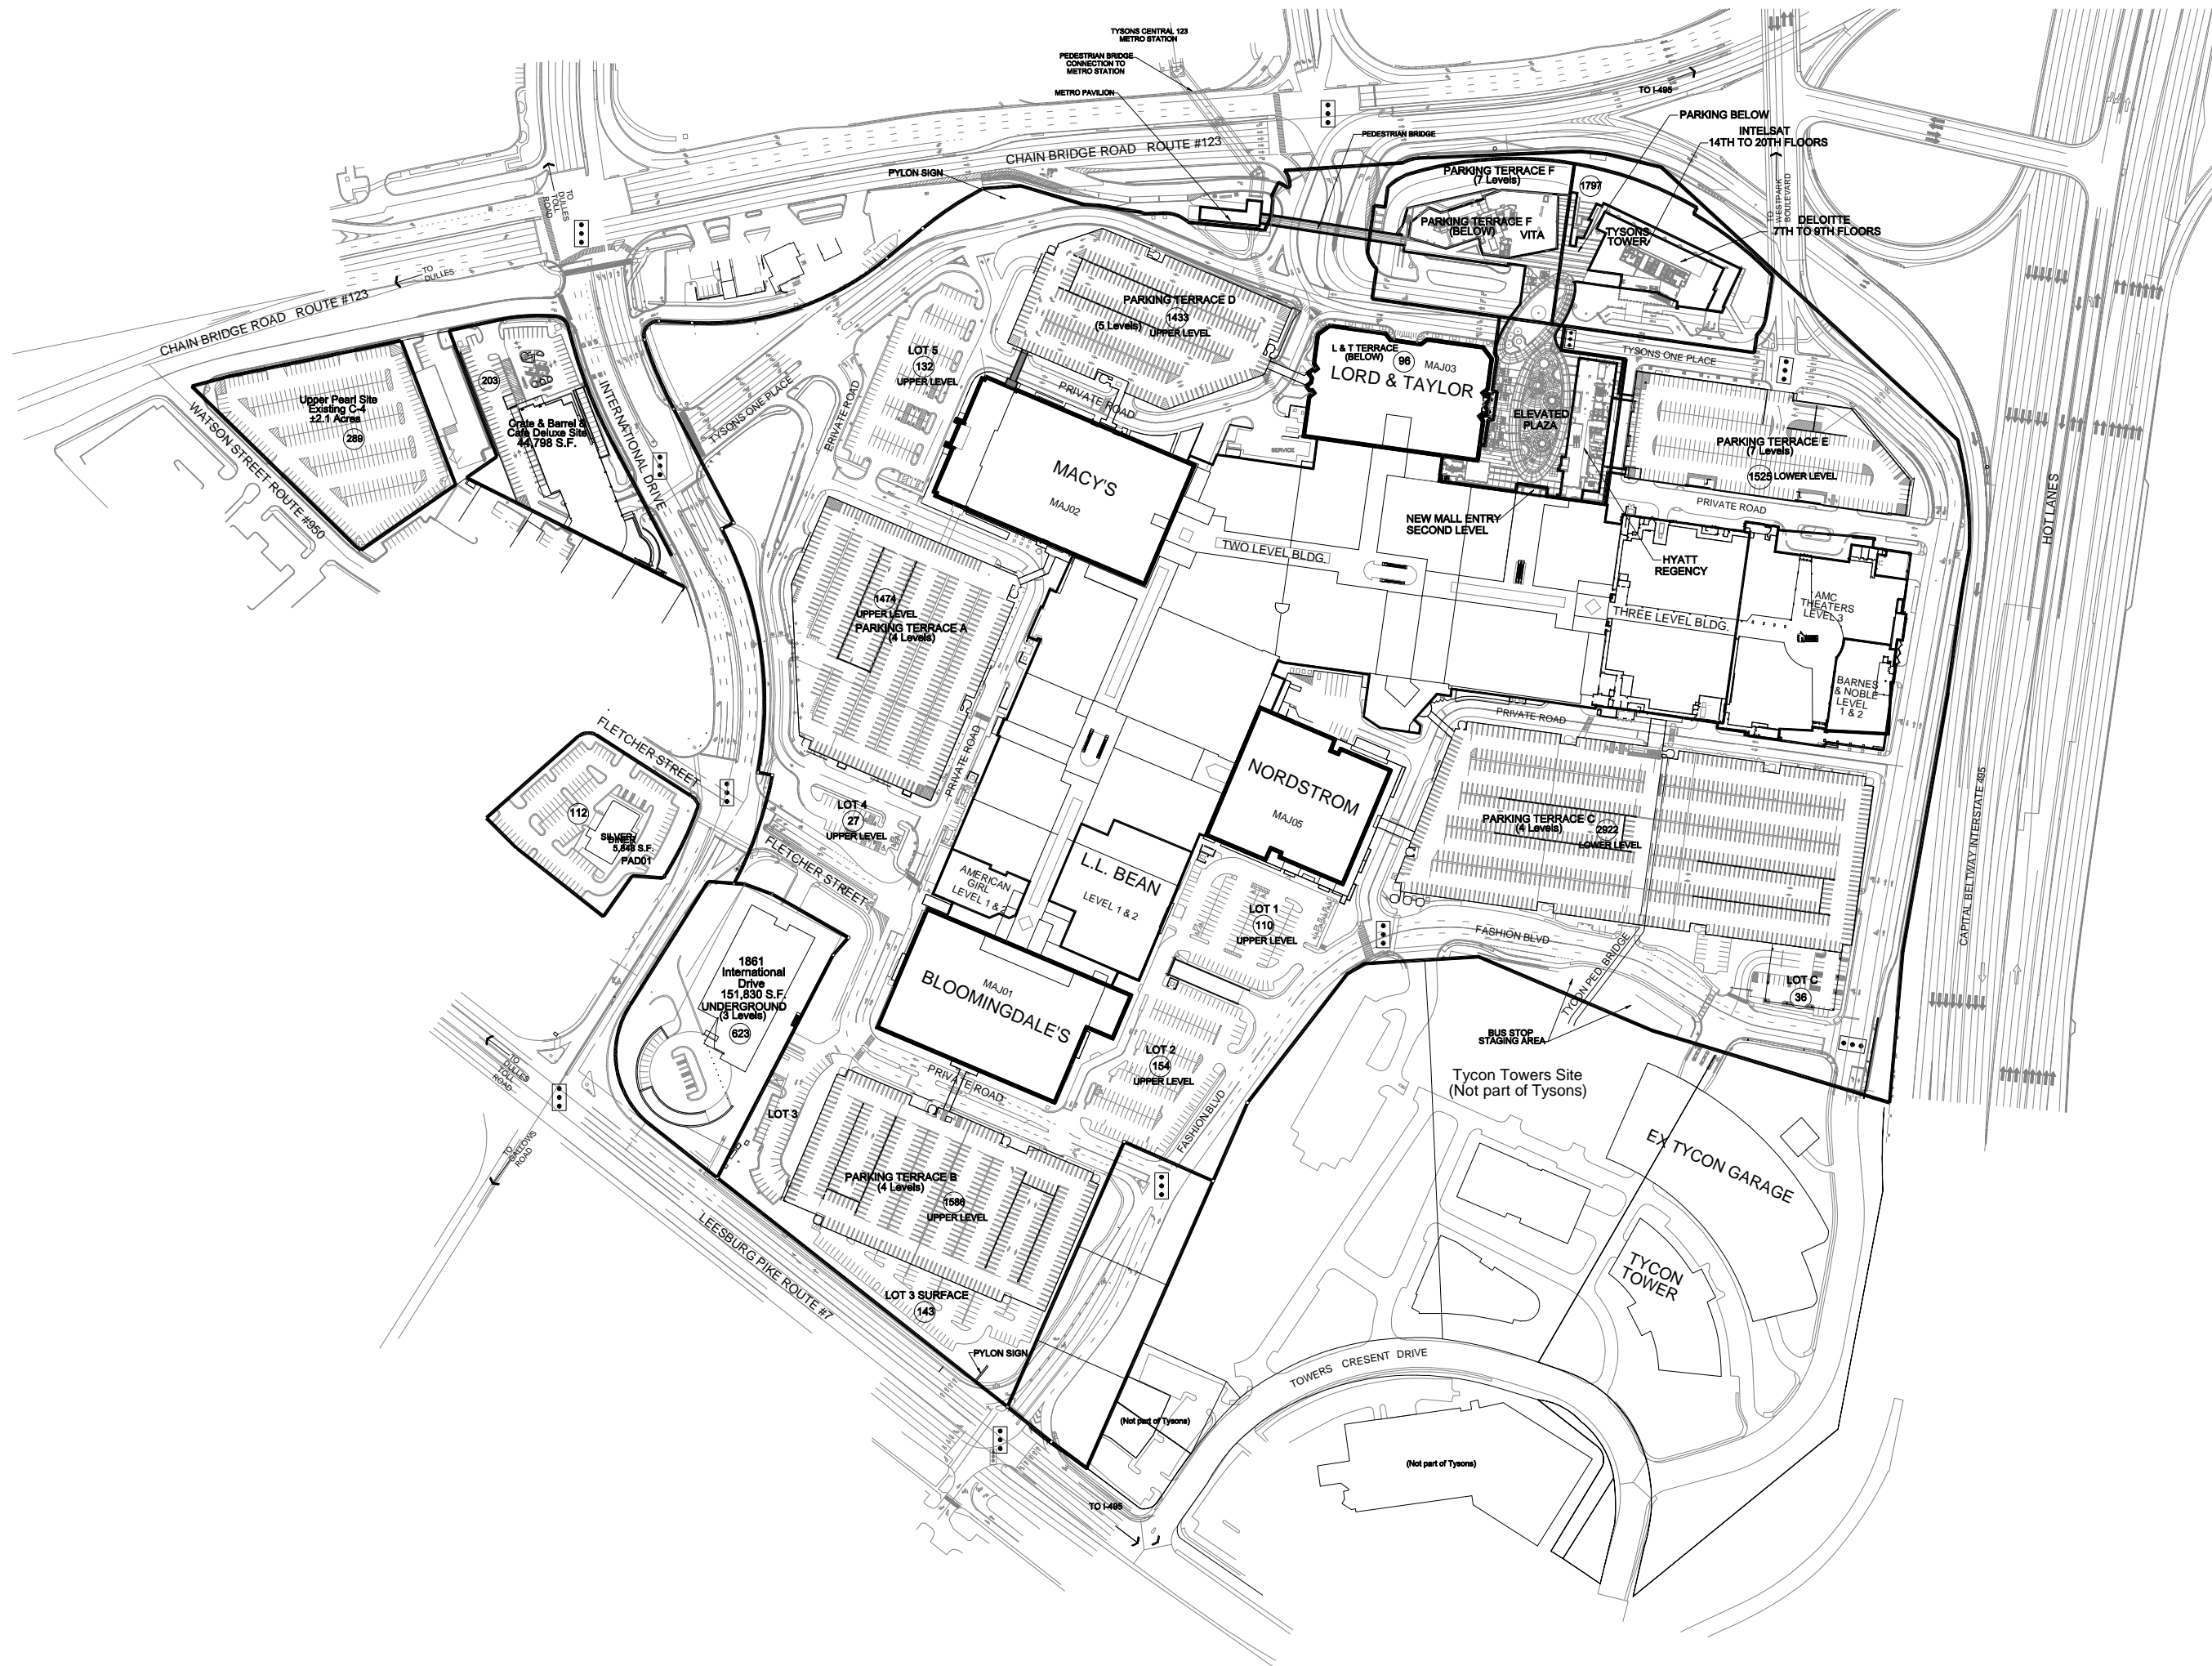 TYSONS CENTRAL 123
METRO STATION
PEDESTRIAN BRIDGE
CONNECTION TO
METRO STATION
METRO PAVILION
TO I-495
PARKING BELOW
INTELSAT
14TH TO 20TH FLOORS
PEDESTRIAN BRIDGE
CHAIN BRIDGE ROAD ROUTE #123
PYLON SIGN
TO
DULLES
TOLL
ROAD
PARKING TERRACE F
(7 Levels)
1797
TO
WESTPARK
BOULEVARD
PARKING TERRACE F
(BELOW)
VITA
TYSONS
TOWER
DELOITTE
7TH TO 9TH FLOORS
TO
DULLES
CHAIN BRIDGE ROAD ROUTE #123
PARKING TERRACE D
1433
(5 Levels)
UPPER LEVEL
LOT 5
132
UPPER LEVEL
L & T TERRACE
(BELOW)
96
MAJ03
LORD & TAYLOR
TYSONS ONE PLACE
203
Upper Pearl Site
Existing C-4
±2.1 Acres
289
Crate & Barrel &
Cafe Deluxe Site
44,798 S.F.
INTERNATIONAL DRIVE
TYSONS ONE PLACE
PRIVATE ROAD
PRIVATE ROAD
ELEVATED
PLAZA
PARKING TERRACE E
(7 Levels)
1525
LOWER LEVEL
SERVICE
WATSON STREET ROUTE #950
MACY'S
MAJ02
PRIVATE ROAD
NEW MALL ENTRY
SECOND LEVEL
HOT LANES
TWO LEVEL BLDG.
HYATT
REGENCY
AMC
THEATERS
LEVEL 3
THREE LEVEL BLDG.
1474
UPPER LEVEL
PARKING TERRACE A
(4 Levels)
BARNES
& NOBLE
LEVEL
1 & 2
PRIVATE ROAD
FLETCHER STREET
PRIVATE ROAD
NORDSTROM
MAJ05
CAPITAL BELTWAY INTERSTATE 495
112
SILVER
DINER
5,848 S.F.
PAD01
LOT 4
27
UPPER LEVEL
PARKING TERRACE C
(4 Levels)
2922
LOWER LEVEL
FLETCHER STREET
AMERICAN
GIRL
LEVEL 1 & 2
L.L. BEAN
LEVEL 1 & 2
LOT 1
110
UPPER LEVEL
FASHION BLVD
TYCON PED. BRIDGE
LOT C
36
1861
International
Drive
151,830 S.F.
UNDERGROUND
(3 Levels)
623
MAJ01
BLOOMINGDALE'S
BUS STOP
STAGING AREA
LOT 2
154
UPPER LEVEL
TO
DULLES
TOLL
ROAD
PRIVATE ROAD
Tycon Towers Site
(Not part of Tysons)
LOT 3
FASHION BLVD
TO
GALLOWS
ROAD
EX TYCON GARAGE
PARKING TERRACE B
(4 Levels)
1586
UPPER LEVEL
LEESBURG PIKE ROUTE #7
TYCON
TOWER
LOT 3 SURFACE
143
PYLON SIGN
TOWERS CRESENT DRIVE
(Not part of Tysons)
(Not part of Tysons)
TO I-495